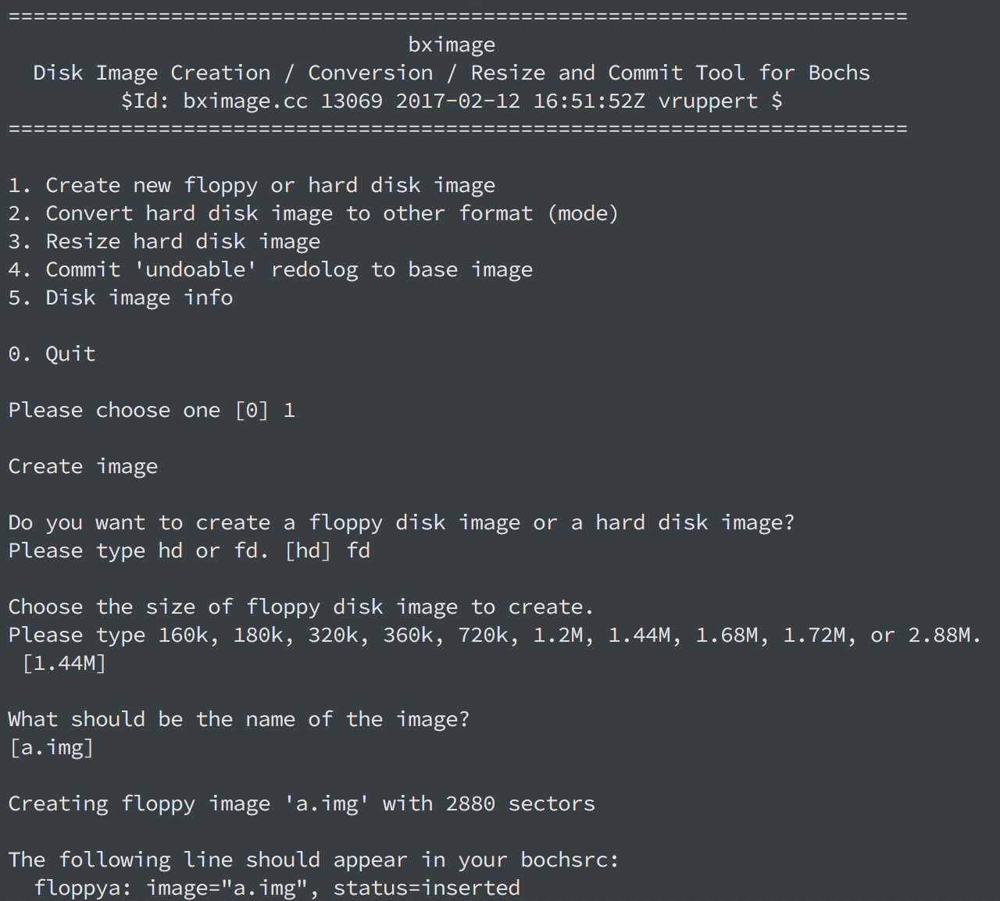 ========================================================================
bximage
Disk Image Creation / Conversion / Resize and Commit Tool for Bochs
$Id: bximage.cc 13069 2017-02-12 16:51:52Z vruppert $
========================================================================
1. Create new floppy or hard disk image
2. Convert hard disk image to other format (mode)
3. Resize hard disk image
4. Commit 'undoable' redolog to base image
5. Disk image info
0. Quit
Please choose one [0] 1
Create image
Do you want to create a floppy disk image or a hard disk image?
Please type hd or fd. [hd] fd
Choose the size of floppy disk image to create.
Please type 160k, 180k, 320k, 360k, 720k, 1.2M, 1.44M, 1.68M, 1.72M, or 2.88M.
[1.44M]
What should be the name of the image?
[a.img]
Creating floppy image 'a.img' with 2880 sectors
The following line should appear in your bochsrc:
floppya: image="a.img", status=inserted